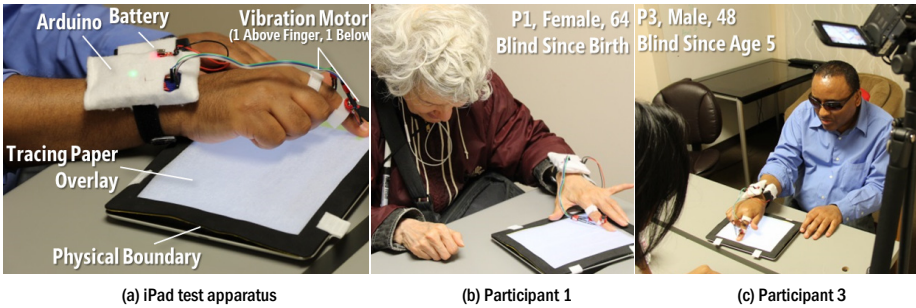 Arduino
Battery
Vibration Motor
(1 Above Finger, 1 Below
Tracing Paper
Overlay
Physical Boundary
P1, Female, 64
Blind Since Birth
P3, Male, 48
Blind Since Age 5
(a) iPad test apparatus
(b) Participant 1
(c) Participant 3